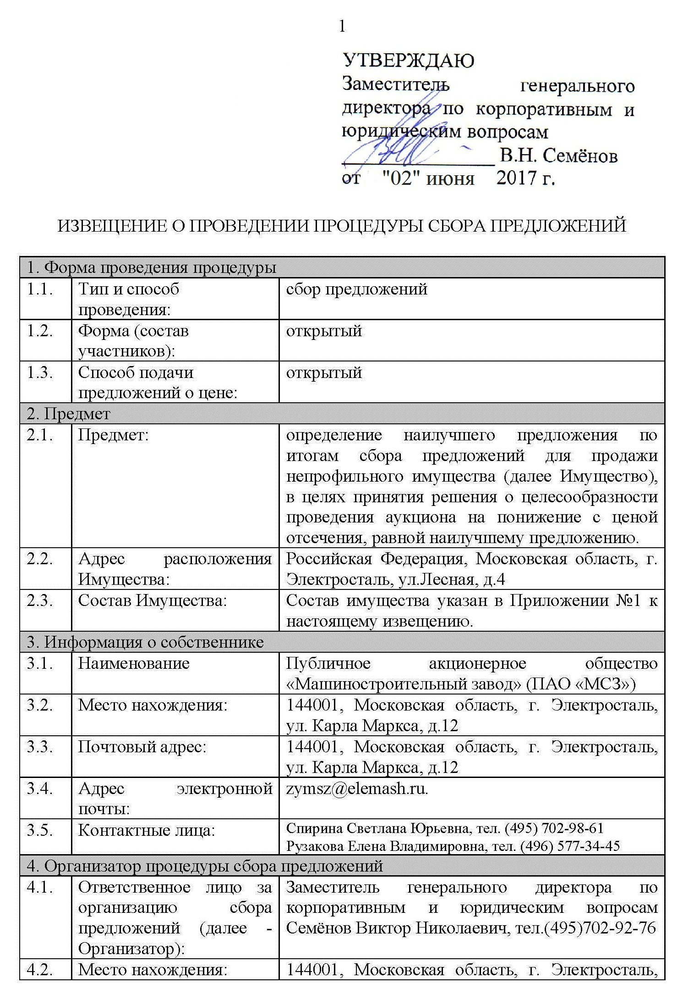 1
УТВЕРЖДАЮ
Заместитель генерального
директора по корпоративным и
юридическим вопросам
______________ В.Н. Семёнов
от "02" июня 2017 г.
ИЗВЕЩЕНИЕ О ПРОВЕДЕНИИ ПРОЦЕДУРЫ СБОРА ПРЕДЛОЖЕНИЙ
1. Форма проведения процедуры
1.1. Тип и способ сбор предложений
проведения:
1.2. Форма (состав открытый
участников):
1.3. Способ подачи открытый
предложений о цене:
2. Предмет
2.1. Предмет: определение наилучшего предложения по
итогам сбора предложений для продажи
непрофильного имущества (далее Имущество),
в целях принятия решения о целесообразности
проведения аукциона на понижение с ценой
отсечения, равной наилучшему предложению.
2.2. Адрес расположения Российская Федерация, Московская область, г.
Имущества: Электросталь, ул.Лесная, д.4
2.3. Состав Имущества: Состав имущества указан в Приложении №1 к
настоящему извещению.
3. Информация о собственнике
3.1. Наименование Публичное акционерное общество
«Машиностроительный завод» (ПАО «МСЗ»)
3.2. Место нахождения: 144001, Московская область, г. Электросталь,
ул. Карла Маркса, д.12
3.3. Почтовый адрес: 144001, Московская область, г. Электросталь,
ул. Карла Маркса, д.12
3.4. Адрес электронной zymsz@elemash.ru.
почты:
3.5. Контактные лица: Спирина Светлана Юрьевна, тел. (495) 702-98-61
Рузакова Елена Владимировна, тел. (496) 577-34-45
4. Организатор процедуры сбора предложений
4.1. Ответственное лицо за Заместитель генерального директора по
организацию сбора корпоративным и юридическим вопросам
предложений (далее - Семёнов Виктор Николаевич, тел.(495)702-92-76
Организатор):
4.2. Место нахождения: 144001, Московская область, г. Электросталь,